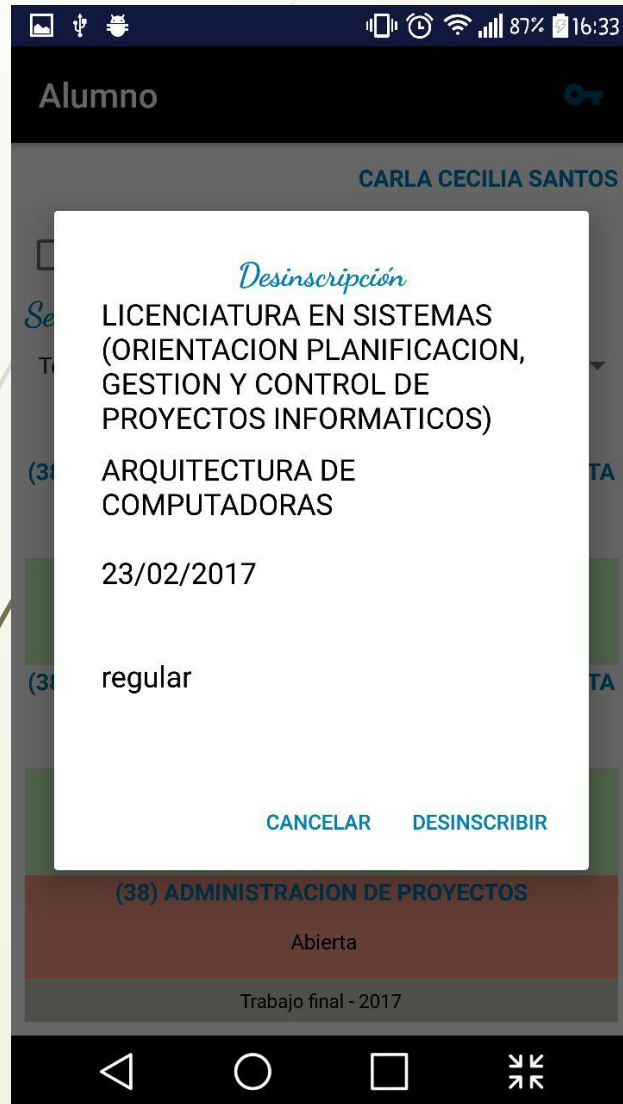 87% 16:33
Alumno
CARLA CECILIA SANTOS
Desinscripción
LICENCIATURA EN SISTEMAS
(ORIENTACION PLANIFICACION,
GESTION Y CONTROL DE
PROYECTOS INFORMATICOS)
ARQUITECTURA DE
COMPUTADORAS
23/02/2017
regular
CANCELAR DESINSCRIBIR
(38) ADMINISTRACION DE PROYECTOS
Abierta
Trabajo final - 2017